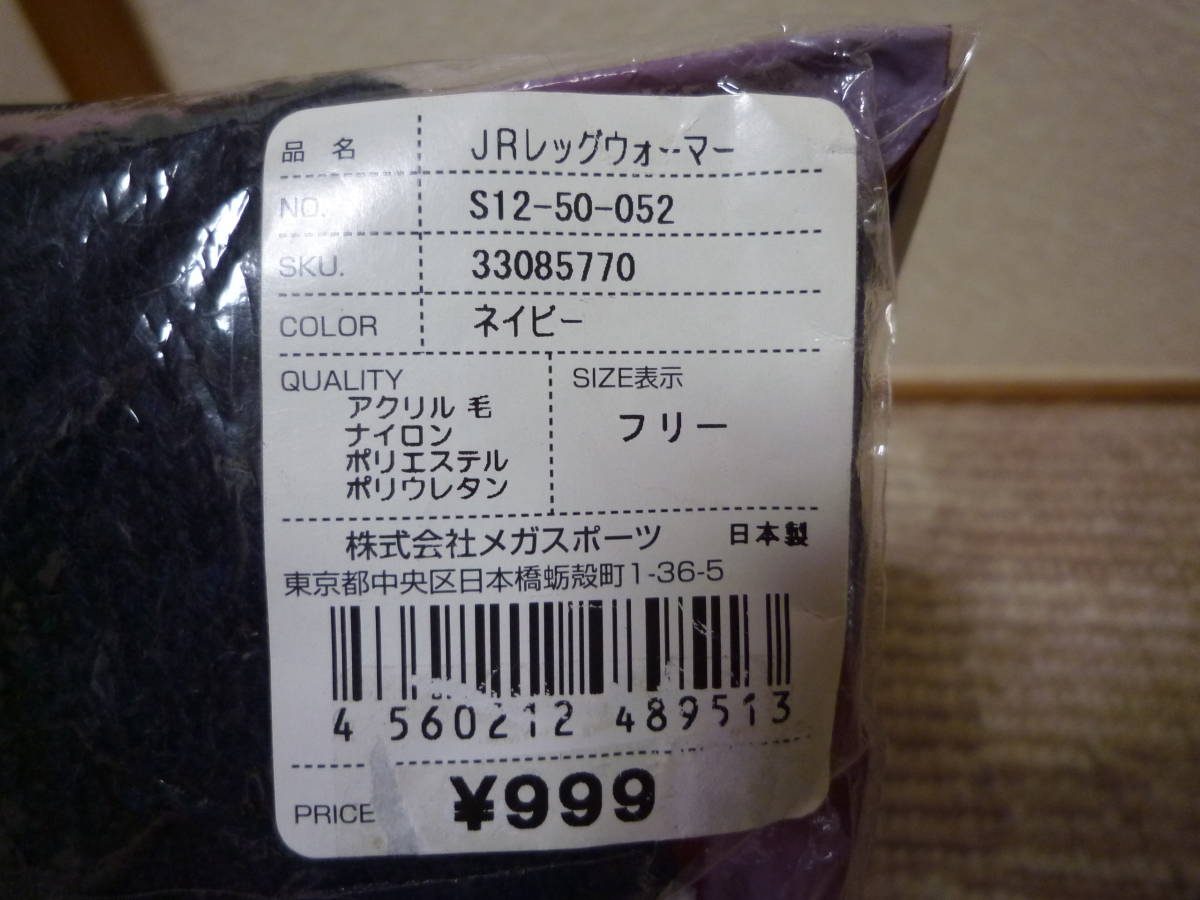 品名 JRレッグウォーマー
NO. S12-50-052
SKU. 33085770
COLOR ネイビー
QUALITY
アクリル 毛
ナイロン
ポリエステル
ポリウレタン
SIZE表示
フリー
株式会社メガスポーツ 日本製
東京都中央区日本橋蛎殻町1-36-5
4 560212 489513
PRICE ¥999